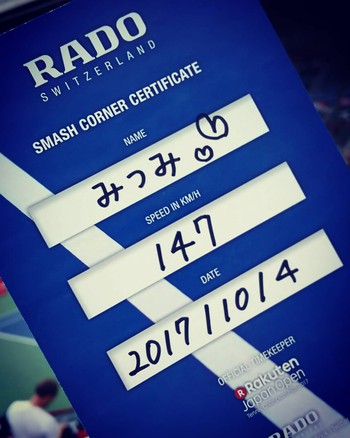 RADO
SWITZERLAND
SMASH CORNER CERTIFICATE
NAME
みつみ
SPEED IN KM/H
147
DATE
2017/10/4
OFFICIAL TIMEKEEPER
Rakuten
Japan Open
RADO